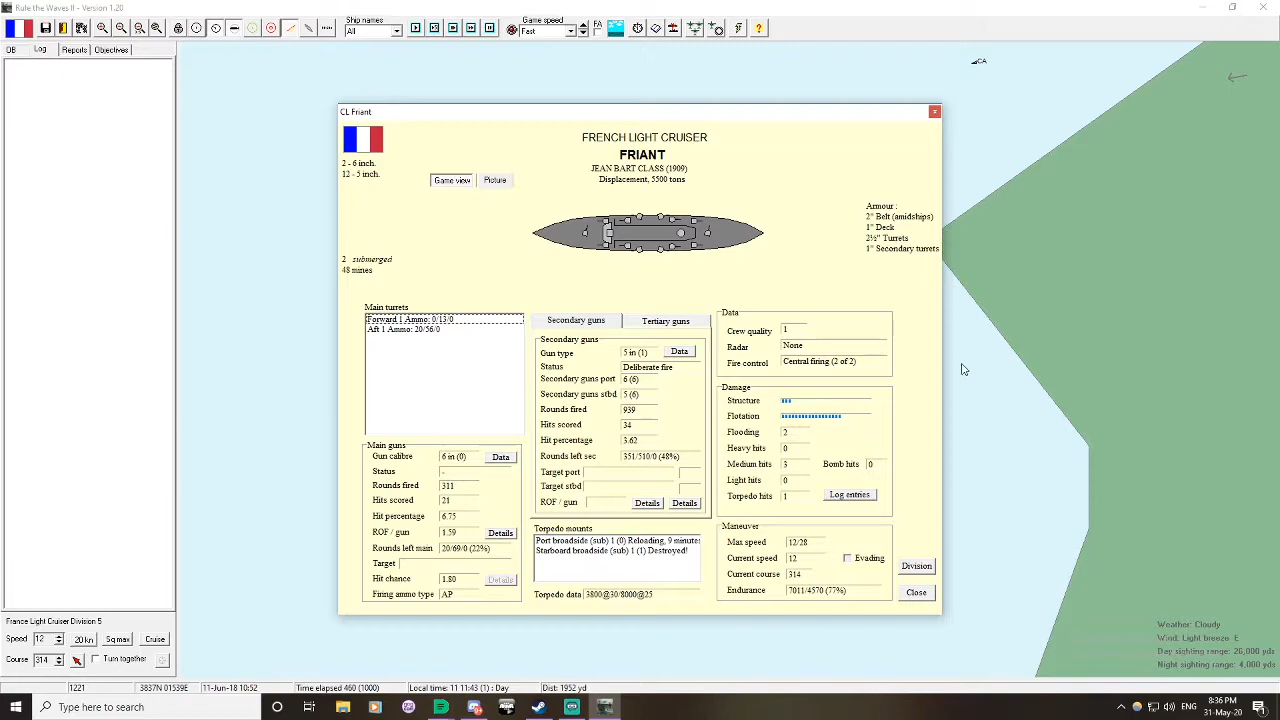 Rule the Waves II - Version 1.20
Ship names
All
Game speed
Fast
FA
OB
Log
Reports
Objectives
CA
CL Friant
FRENCH LIGHT CRUISER
FRIANT
JEAN BART CLASS (1909)
Displacement, 5500 tons
2 - 6 inch.
12 - 5 inch.
Game view
Picture
Armour :
2" Belt (amidships)
1" Deck
2½" Turrets
1" Secondary turrets
2 submerged
48 mines
Main turrets
Forward 1 Ammo: 0/13/0
Aft 1 Ammo: 20/56/0
Main guns
Gun calibre 6 in (0) Data
Status -
Rounds fired 311
Hits scored 21
Hit percentage 6.75
ROF / gun 1.59 Details
Rounds left main 20/69/0 (22%)
Target
Hit chance 1.80 Details
Firing ammo type AP
Secondary guns
Tertiary guns
Secondary guns
Gun type 5 in (1) Data
Status Deliberate fire
Secondary guns port 6 (6)
Secondary guns stbd 5 (6)
Rounds fired 939
Hits scored 34
Hit percentage 3.62
Rounds left sec 351/510/0 (48%)
Target port
Target stbd
ROF / gun Details Details
Torpedo mounts
Port broadside (sub) 1 (0) Reloading, 9 minutes
Starboard broadside (sub) 1 (1) Destroyed!
Torpedo data 3800@30/8000@25
Data
Crew quality 1
Radar None
Fire control Central firing (2 of 2)
Damage
Structure
Flotation
Flooding 2
Heavy hits 0
Medium hits 3 Bomb hits 0
Light hits 0
Torpedo hits 1 Log entries
Maneuver
Max speed 12/28
Current speed 12 Evading
Current course 314
Endurance 7011/4570 (77%)
Division
Close
France Light Cruiser Division 5
Speed 12 20 kn Sq max Cruise
Course 314 Turn together
Weather: Cloudy
Wind: Light breeze E
Day sighting range: 26,000 yds
Night sighting range: 4,000 yds
1221
3837N 01539E
11-Jun-18 10:52
Time elapsed 460 (1000)
Local time: 11 11:43 (1) : Day
Dist: 1952 yd
Type here to search
ENG
8:36 PM
31-May-20